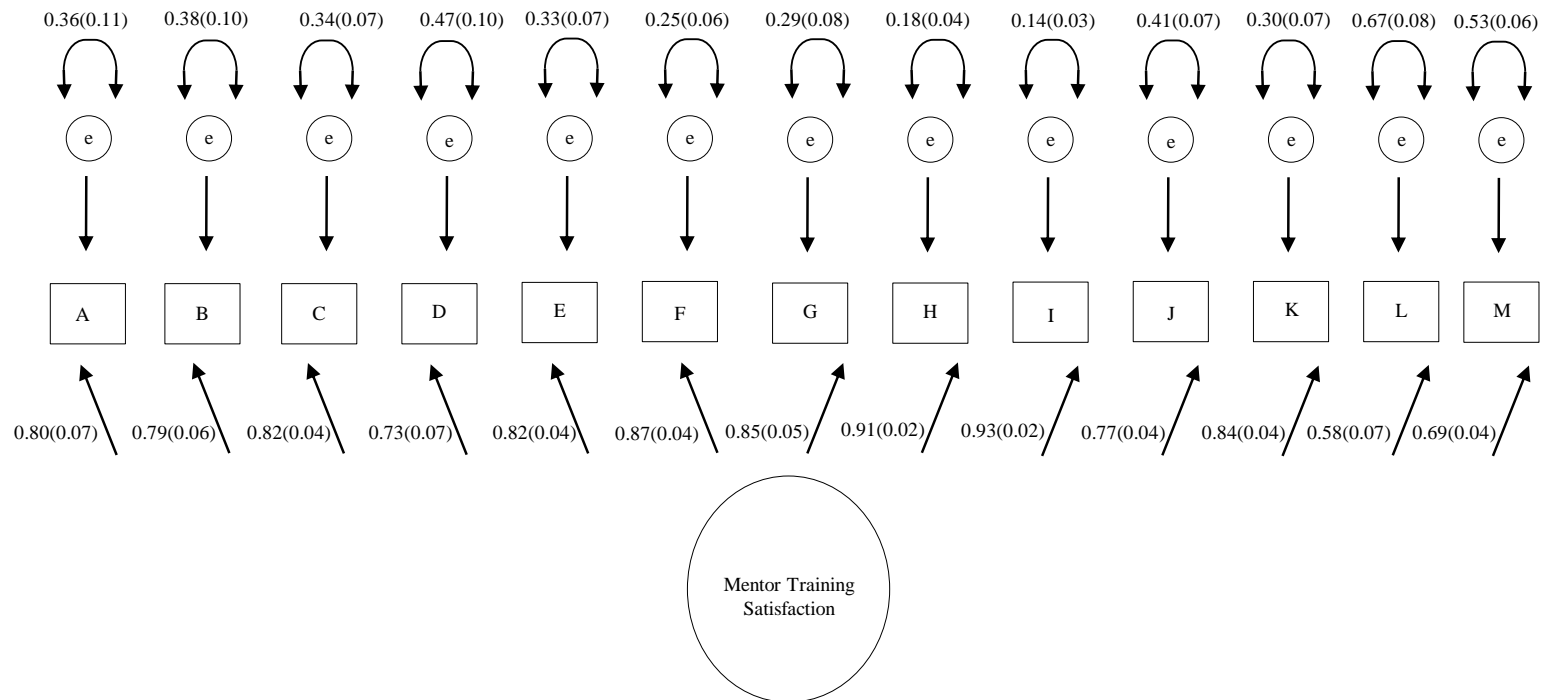 0.36(0.11) 0.38(0.10) 0.34(0.07) 0.47(0.10) 0.33(0.07) 0.25(0.06) 0.29(0.08) 0.18(0.04) 0.14(0.03) 0.41(0.07) 0.30(0.07) 0.67(0.08) 0.53(0.06)
e e e e e e e e e e e e e
A B C D E F G H I J K L M
0.80(0.07) 0.79(0.06) 0.82(0.04) 0.73(0.07) 0.82(0.04) 0.87(0.04) 0.85(0.05) 0.91(0.02) 0.93(0.02) 0.77(0.04) 0.84(0.04) 0.58(0.07) 0.69(0.04)
Mentor Training
Satisfaction